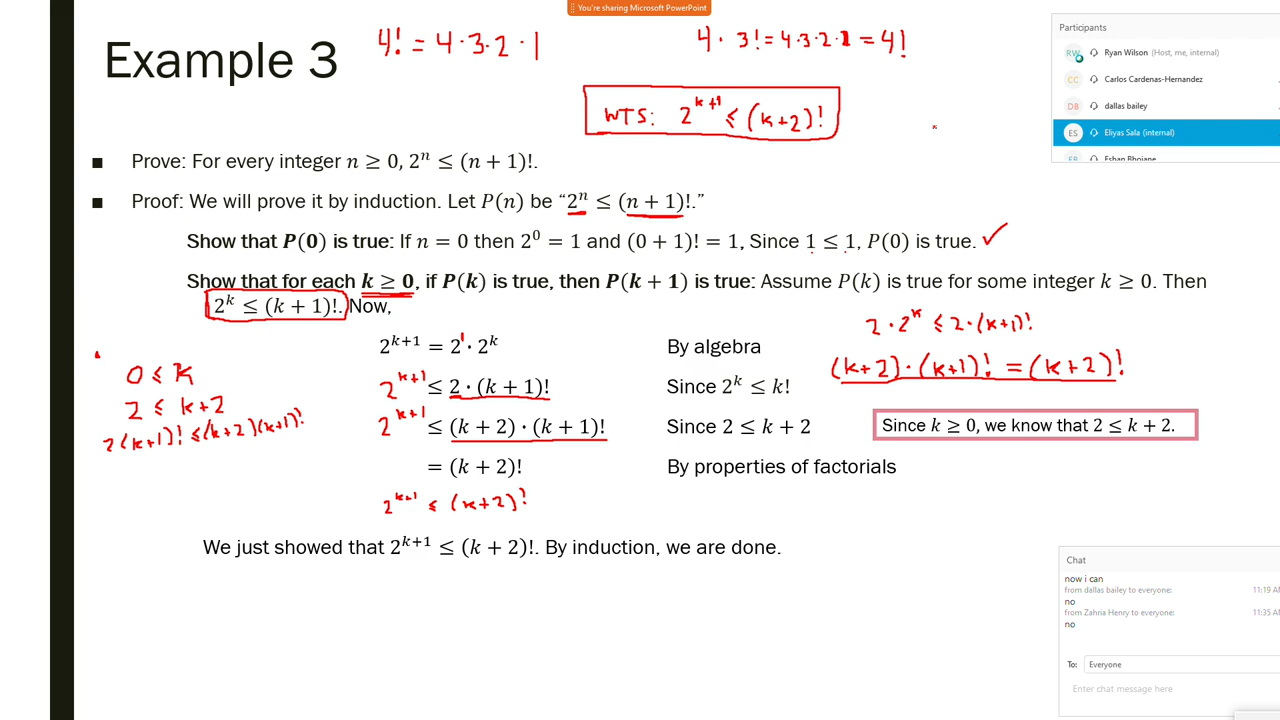 You're sharing Microsoft PowerPoint
Example 3
4! = 4·3·2·1
4· 3! = 4·3·2·1 = 4!
WTS: 2^{k+1} ≤ (k+2)!
■ Prove: For every integer n ≥ 0, 2^n ≤ (n + 1)!.
■ Proof: We will prove it by induction. Let P(n) be “2^n ≤ (n + 1)!.”
Show that P(0) is true: If n = 0 then 2^0 = 1 and (0 + 1)! = 1, Since 1 ≤ 1, P(0) is true. ✓
Show that for each k ≥ 0, if P(k) is true, then P(k + 1) is true: Assume P(k) is true for some integer k ≥ 0. Then
2^k ≤ (k + 1)!. Now,
2·2^k ≤ 2·(k+1)!
2^{k+1} = 2^1 · 2^k By algebra
(k+2)·(k+1)! = (k+2)!
0 ≤ k
2^{k+1} ≤ 2 · (k + 1)! Since 2^k ≤ k!
2 ≤ k+2
2(k+1)! ≤ (k+2)(k+1)!
2^{k+1} ≤ (k + 2) · (k + 1)! Since 2 ≤ k + 2
Since k ≥ 0, we know that 2 ≤ k + 2.
= (k + 2)! By properties of factorials
2^{k+1} ≤ (k+2)!
We just showed that 2^{k+1} ≤ (k + 2)!. By induction, we are done.
Participants
RW Ryan Wilson (Host, me, internal)
CC Carlos Cardenas-Hernandez
DB dallas bailey
ES Eliyas Sala (internal)
EB Eshan Bhojane
Chat
now i can
from dallas bailey to everyone: 11:19 AM
no
from Zahria Henry to everyone: 11:35 AM
no
To: Everyone
Enter chat message here